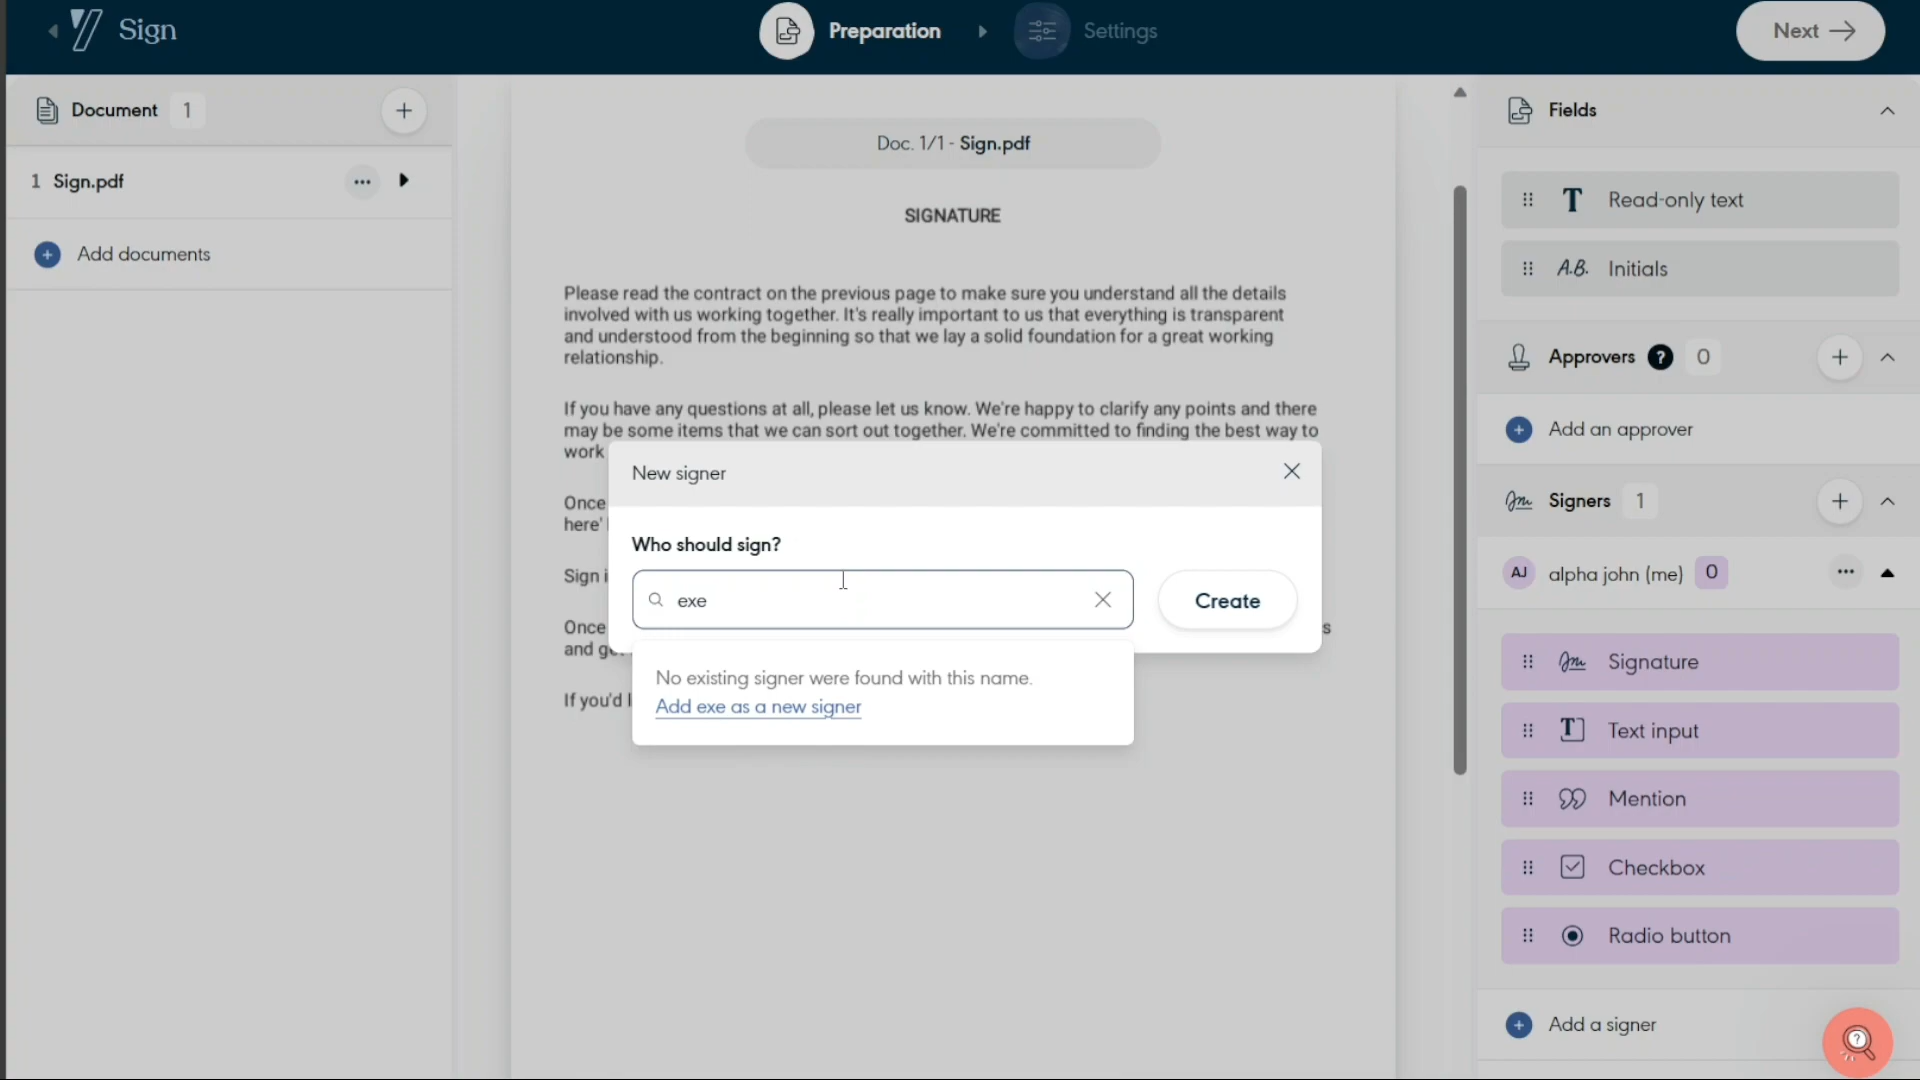 Sign
Preparation
Settings
Next
Document 1
1 Sign.pdf
Add documents
Doc. 1/1 - Sign.pdf
SIGNATURE
Please read the contract on the previous page to make sure you understand all the details
involved with us working together. It's really important to us that everything is transparent
and understood from the beginning so that we lay a solid foundation for a great working
relationship.
If you have any questions at all, please let us know. We're happy to clarify any points and there
may be some items that we can sort out together. We're committed to finding the best way to
work
Once
here'
Sign i
Once
s
and
If you'd l
New signer
Who should sign?
exe
Create
No existing signer were found with this name.
Add exe as a new signer
Fields
Read-only text
A.B. Initials
Approvers ? 0
Add an approver
Signers 1
AJ alpha john (me) 0
Signature
Text input
Mention
Checkbox
Radio button
Add a signer